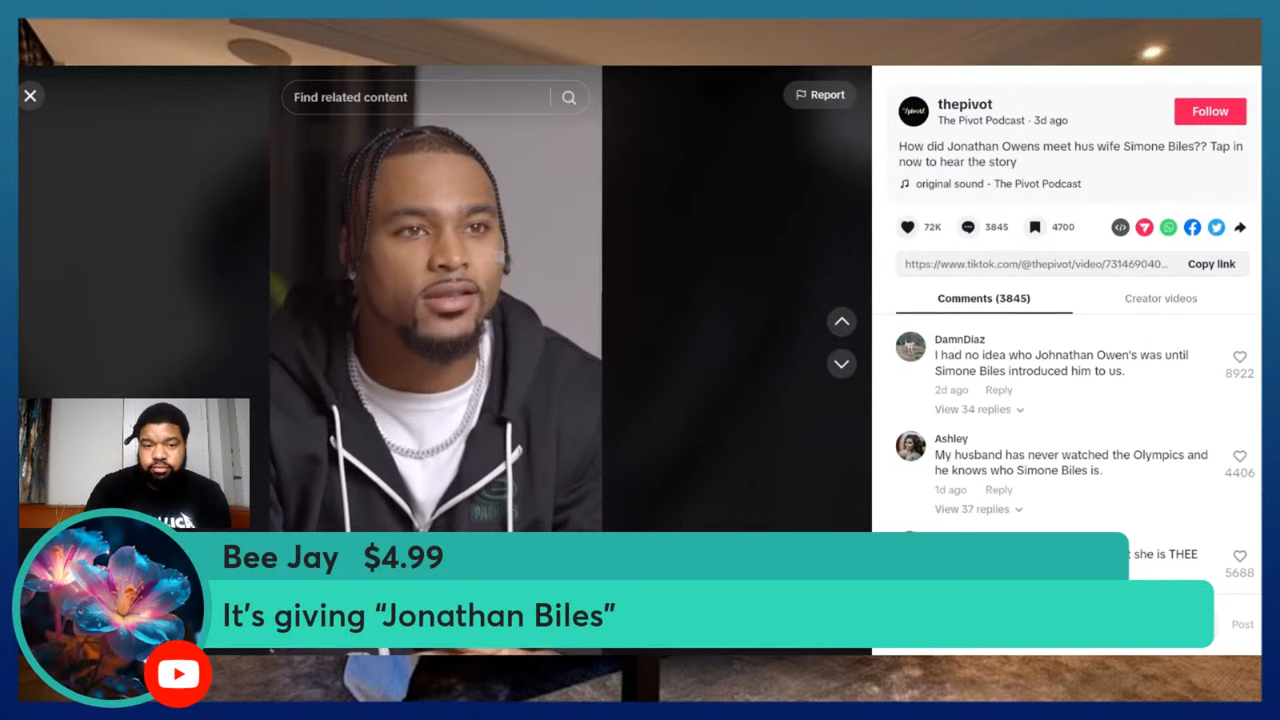 Find related content
Report
"/pivot/
thepivot
The Pivot Podcast · 3d ago
Follow
How did Jonathan Owens meet hus wife Simone Biles?? Tap in
now to hear the story
original sound - The Pivot Podcast
72K
3845
4700
https://www.tiktok.com/@thepivot/video/731469040...
Copy link
Comments (3845)
Creator videos
DamnDiaz
I had no idea who Johnathan Owen's was until
Simone Biles introduced him to us.
8922
2d ago
Reply
View 34 replies
Ashley
My husband has never watched the Olympics and
he knows who Simone Biles is.
4406
1d ago
Reply
View 37 replies
she is THEE
5688
Post
Bee Jay $4.99
It's giving “Jonathan Biles”